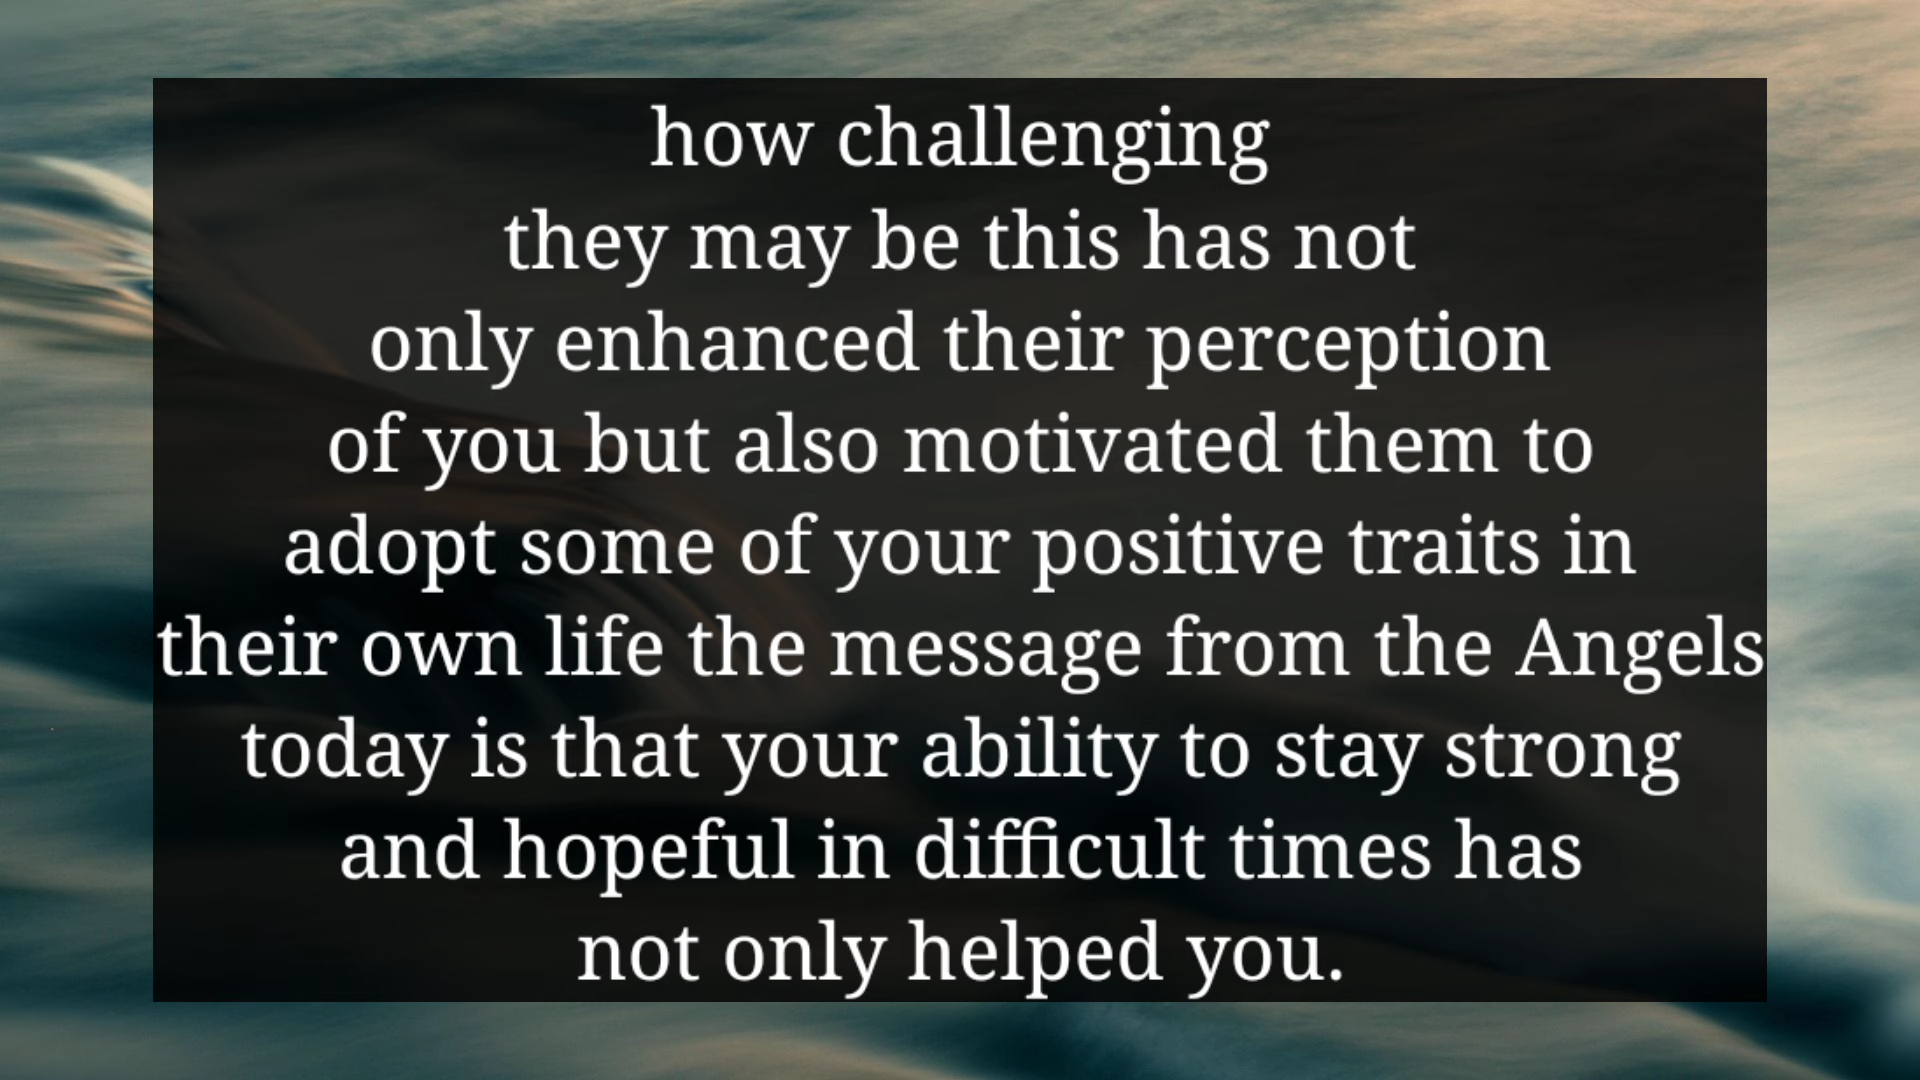 how challenging
they may be this has not
only enhanced their perception
of you but also motivated them to
adopt some of your positive traits in
their own life the message from the Angels
today is that your ability to stay strong
and hopeful in difficult times has
not only helped you.